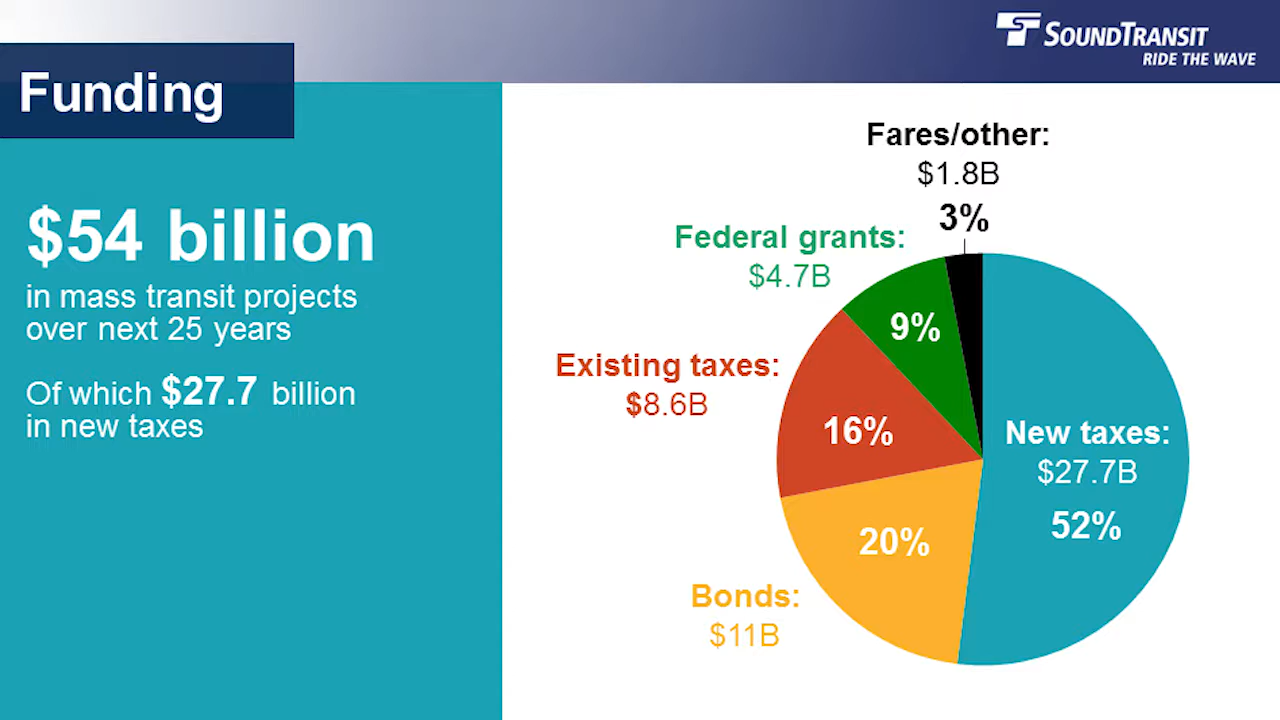 SOUNDTRANSIT
RIDE THE WAVE
Funding
$54 billion
in mass transit projects
over next 25 years
Of which $27.7 billion
in new taxes
Fares/other:
$1.8B
3%
Federal grants:
$4.7B
9%
Existing taxes:
$8.6B
16%
New taxes:
$27.7B
52%
20%
Bonds:
$11B